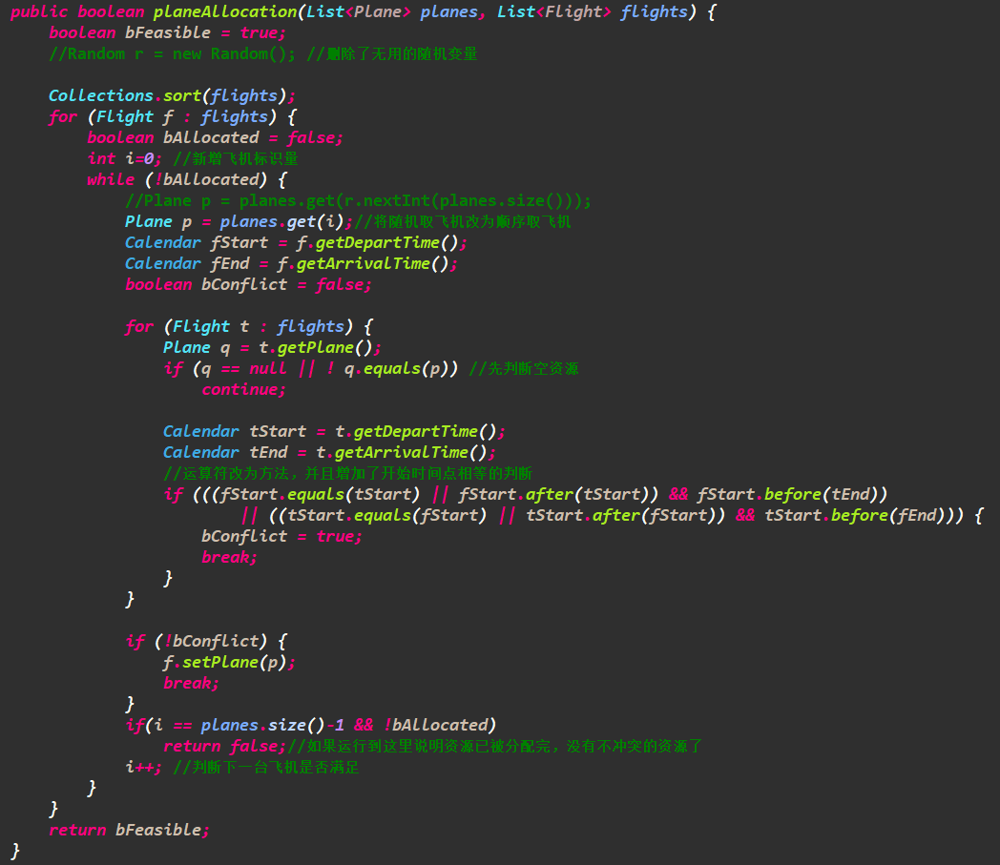 public boolean planeAllocation(List<Plane> planes, List<Flight> flights) {
boolean bFeasible = true;
//Random r = new Random(); //删除了无用的随机变量
Collections.sort(flights);
for (Flight f : flights) {
boolean bAllocated = false;
int i=0; //新增飞机标识量
while (!bAllocated) {
//Plane p = planes.get(r.nextInt(planes.size()));
Plane p = planes.get(i);//将随机取飞机改为顺序取飞机
Calendar fStart = f.getDepartTime();
Calendar fEnd = f.getArrivalTime();
boolean bConflict = false;
for (Flight t : flights) {
Plane q = t.getPlane();
if (q == null || ! q.equals(p)) //先判断空资源
continue;
Calendar tStart = t.getDepartTime();
Calendar tEnd = t.getArrivalTime();
//运算符改为方法，并且增加了开始时间点相等的判断
if (((fStart.equals(tStart) || fStart.after(tStart)) && fStart.before(tEnd))
|| ((tStart.equals(fStart) || tStart.after(fStart)) && tStart.before(fEnd))) {
bConflict = true;
break;
}
}
if (!bConflict) {
f.setPlane(p);
break;
}
if(i == planes.size()-1 && !bAllocated)
return false;//如果运行到这里说明资源已被分配完，没有不冲突的资源了
i++; //判断下一台飞机是否满足
}
}
return bFeasible;
}